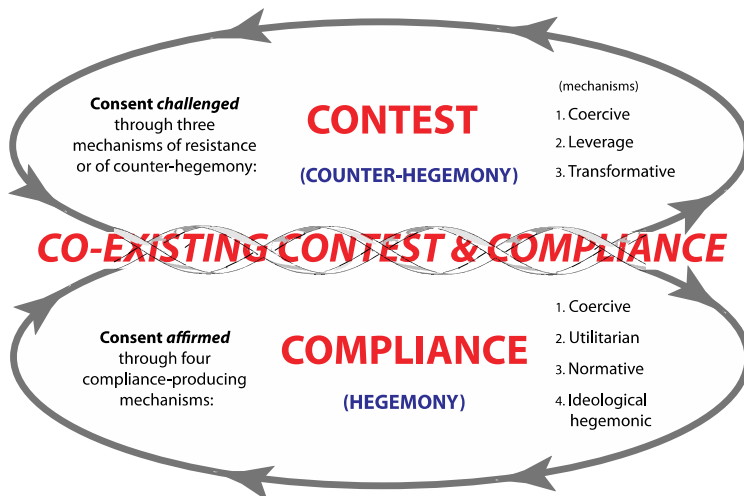 Consent challenged
through three
mechanisms of resistance
or of counter-hegemony:
CONTEST
(COUNTER-HEGEMONY)
(mechanisms)
1. Coercive
2. Leverage
3. Transformative
CO-EXISTING CONTEST & COMPLIANCE
Consent affirmed
through four
compliance-producing
mechanisms:
COMPLIANCE
(HEGEMONY)
1. Coercive
2. Utilitarian
3. Normative
4. Ideological
hegemonic